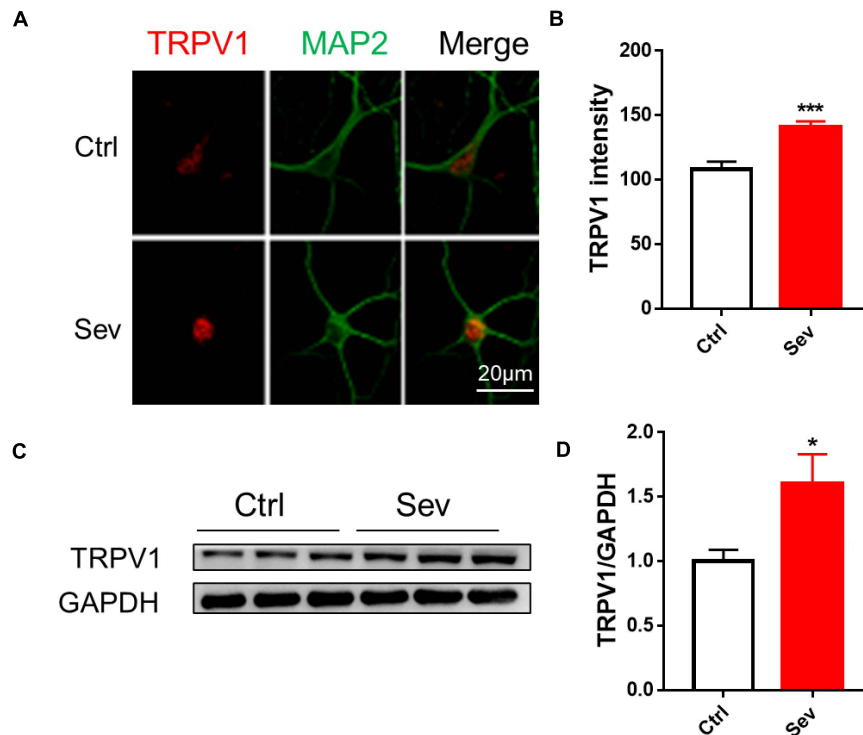 A
TRPV1 MAP2 Merge
Ctrl
Sev
20μm
B
TRPV1 intensity
200
150
100
50
0
***
Ctrl
Sev
C
Ctrl Sev
TRPV1
GAPDH
D
TRPV1/GAPDH
2.0
1.5
1.0
0.5
0.0
*
Ctrl
Sev